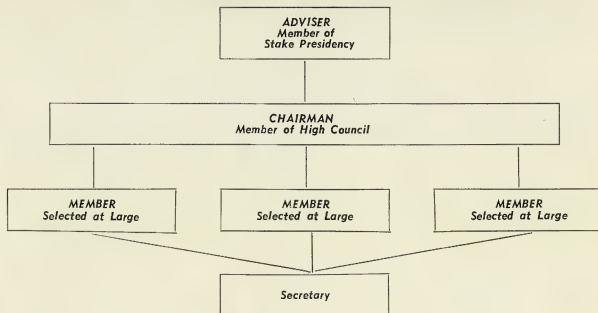 ADVISER
Member of
Stake Presidency
CHAIRMAN
Member of High Council
MEMBER
Selected at Large
MEMBER
Selected at Large
MEMBER
Selected at Large
Secretary